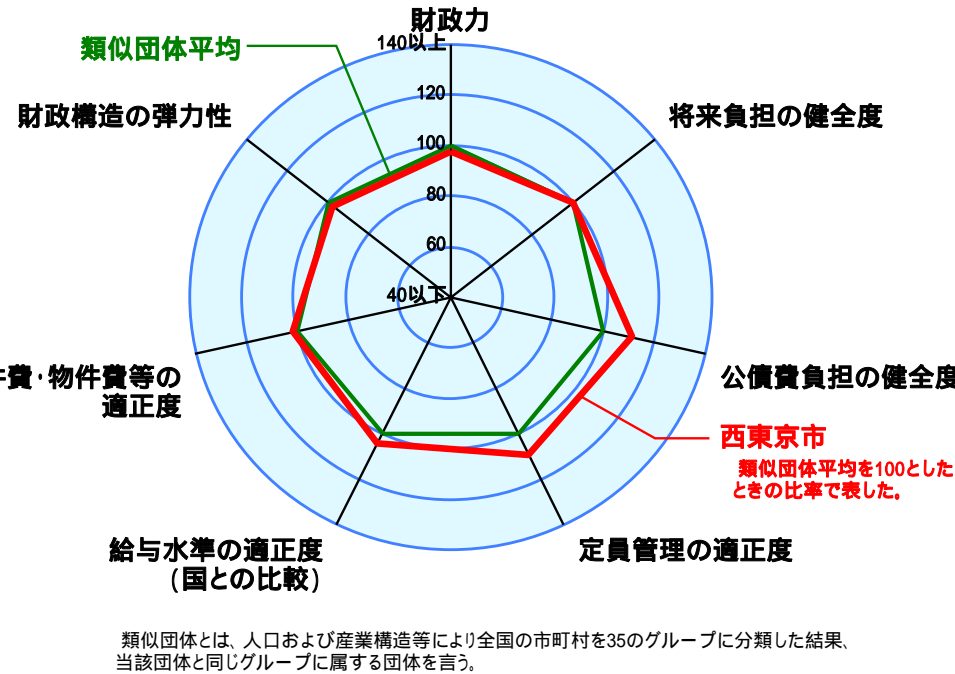 財政力
140以上
類似団体平均
120
財政構造の弾力性
将来負担の健全度
100
80
60
40以下
件費・物件費等の
適正度
公債費負担の健全度
西東京市
類似団体平均を100とした
ときの比率で表した。
給与水準の適正度
(国との比較)
定員管理の適正度
類似団体とは、人口および産業構造等により全国の市町村を35のグループに分類した結果、
当該団体と同じグループに属する団体を言う。